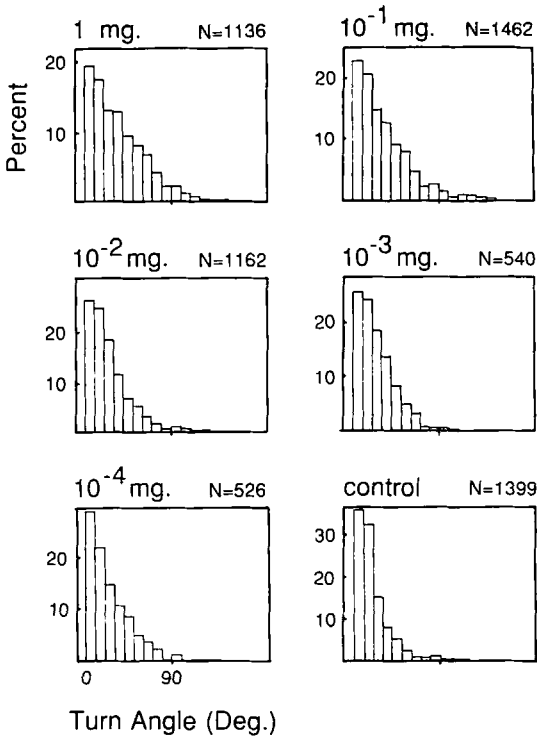 1 mg. N=1136
10⁻¹ mg. N=1462
Percent
20
10
20
10
10⁻² mg. N=1162
10⁻³ mg. N=540
20
10
20
10
10⁻⁴ mg. N=526
control N=1399
20
10
30
20
10
0 90
Turn Angle (Deg.)